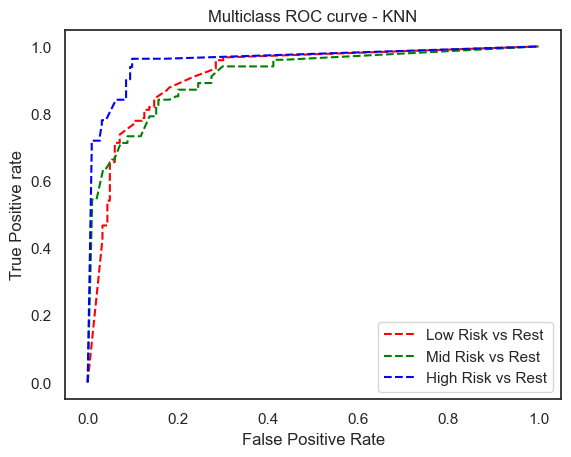 Multiclass ROC curve - KNN
True Positive rate
1.0
0.8
0.6
0.4
0.2
0.0
Low Risk vs Rest
Mid Risk vs Rest
High Risk vs Rest
0.0 0.2 0.4 0.6 0.8 1.0
False Positive Rate